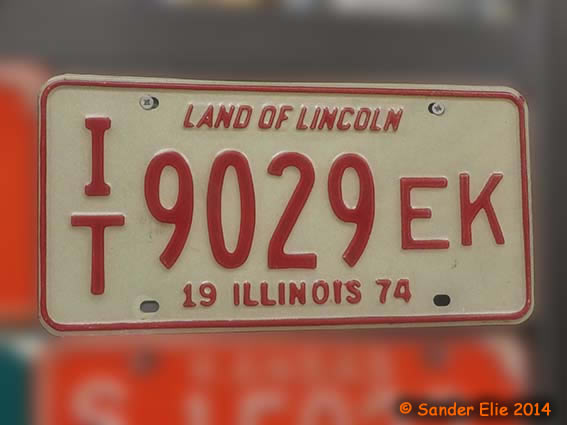 LAND OF LINCOLN
I
T
9029 EK
19 ILLINOIS 74
© Sander Elie 2014